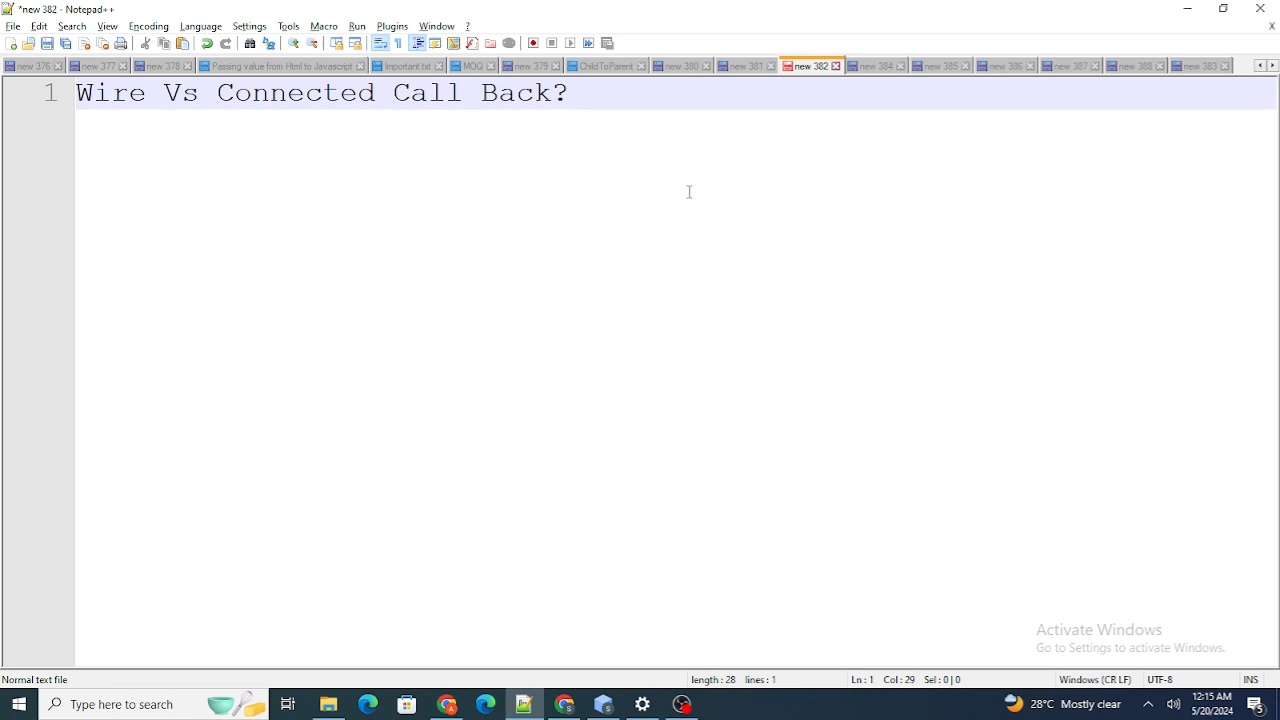 *new 382 - Notepad++
File Edit Search View Encoding Language Settings Tools Macro Run Plugins Window ?
new 376 new 377 new 378 Passing value from Html to Javascript Important.txt MOQ new 379 ChildToParent new 380 new 381 new 382 new 384 new 385 new 386 new 387 new 388 new 383
1 Wire Vs Connected Call Back?
Activate Windows
Go to Settings to activate Windows.
Normal text file length: 28 lines: 1 Ln: 1 Col: 29 Sel: 0 | 0 Windows (CR LF) UTF-8 INS
Type here to search 28°C Mostly clear 12:15 AM
5/20/2024